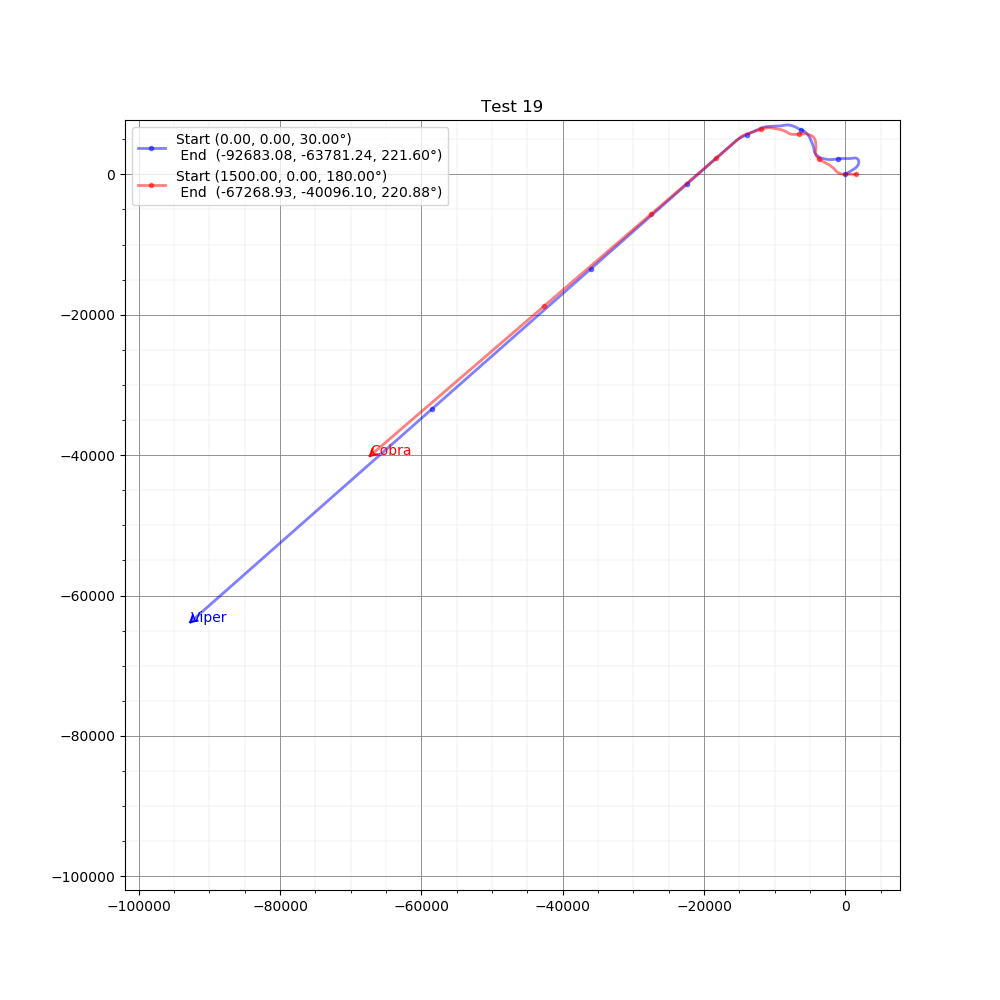 Test 19
Start (0.00, 0.00, 30.00°)
End (-92683.08, -63781.24, 221.60°)
Start (1500.00, 0.00, 180.00°)
End (-67268.93, -40096.10, 220.88°)
0
−20000
−40000
Cobra
−60000
Viper
−80000
−100000
−100000 −80000 −60000 −40000 −20000 0